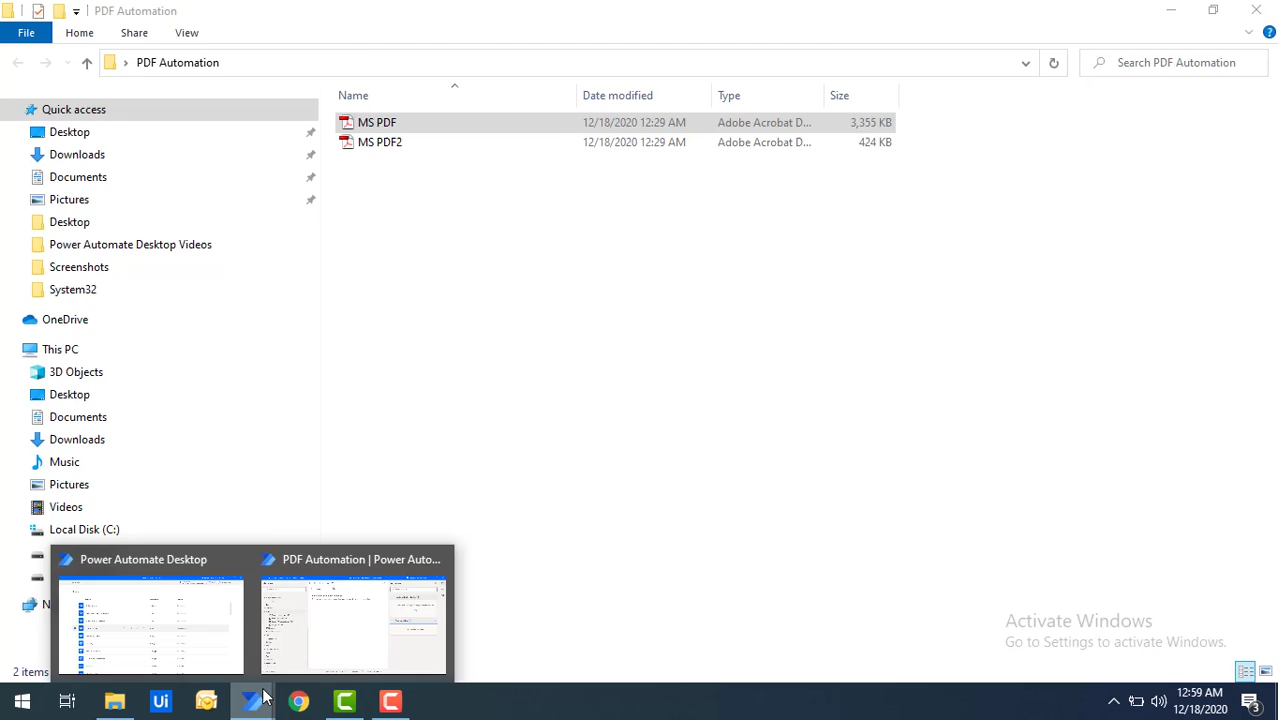 PDF Automation
File
Home
Share
View
PDF Automation
Search PDF Automation
Name
Date modified
Type
Size
Quick access
Desktop
Downloads
Documents
Pictures
Desktop
Power Automate Desktop Videos
Screenshots
System32
OneDrive
This PC
3D Objects
Desktop
Documents
Downloads
Music
Pictures
Videos
Local Disk (C:)
N
MS PDF 12/18/2020 12:29 AM Adobe Acrobat D... 3,355 KB
MS PDF2 12/18/2020 12:29 AM Adobe Acrobat D... 424 KB
Power Automate Desktop
PDF Automation | Power Auto...
Activate Windows
Go to Settings to activate Windows.
2 items
Ui
12:59 AM
12/18/2020
3